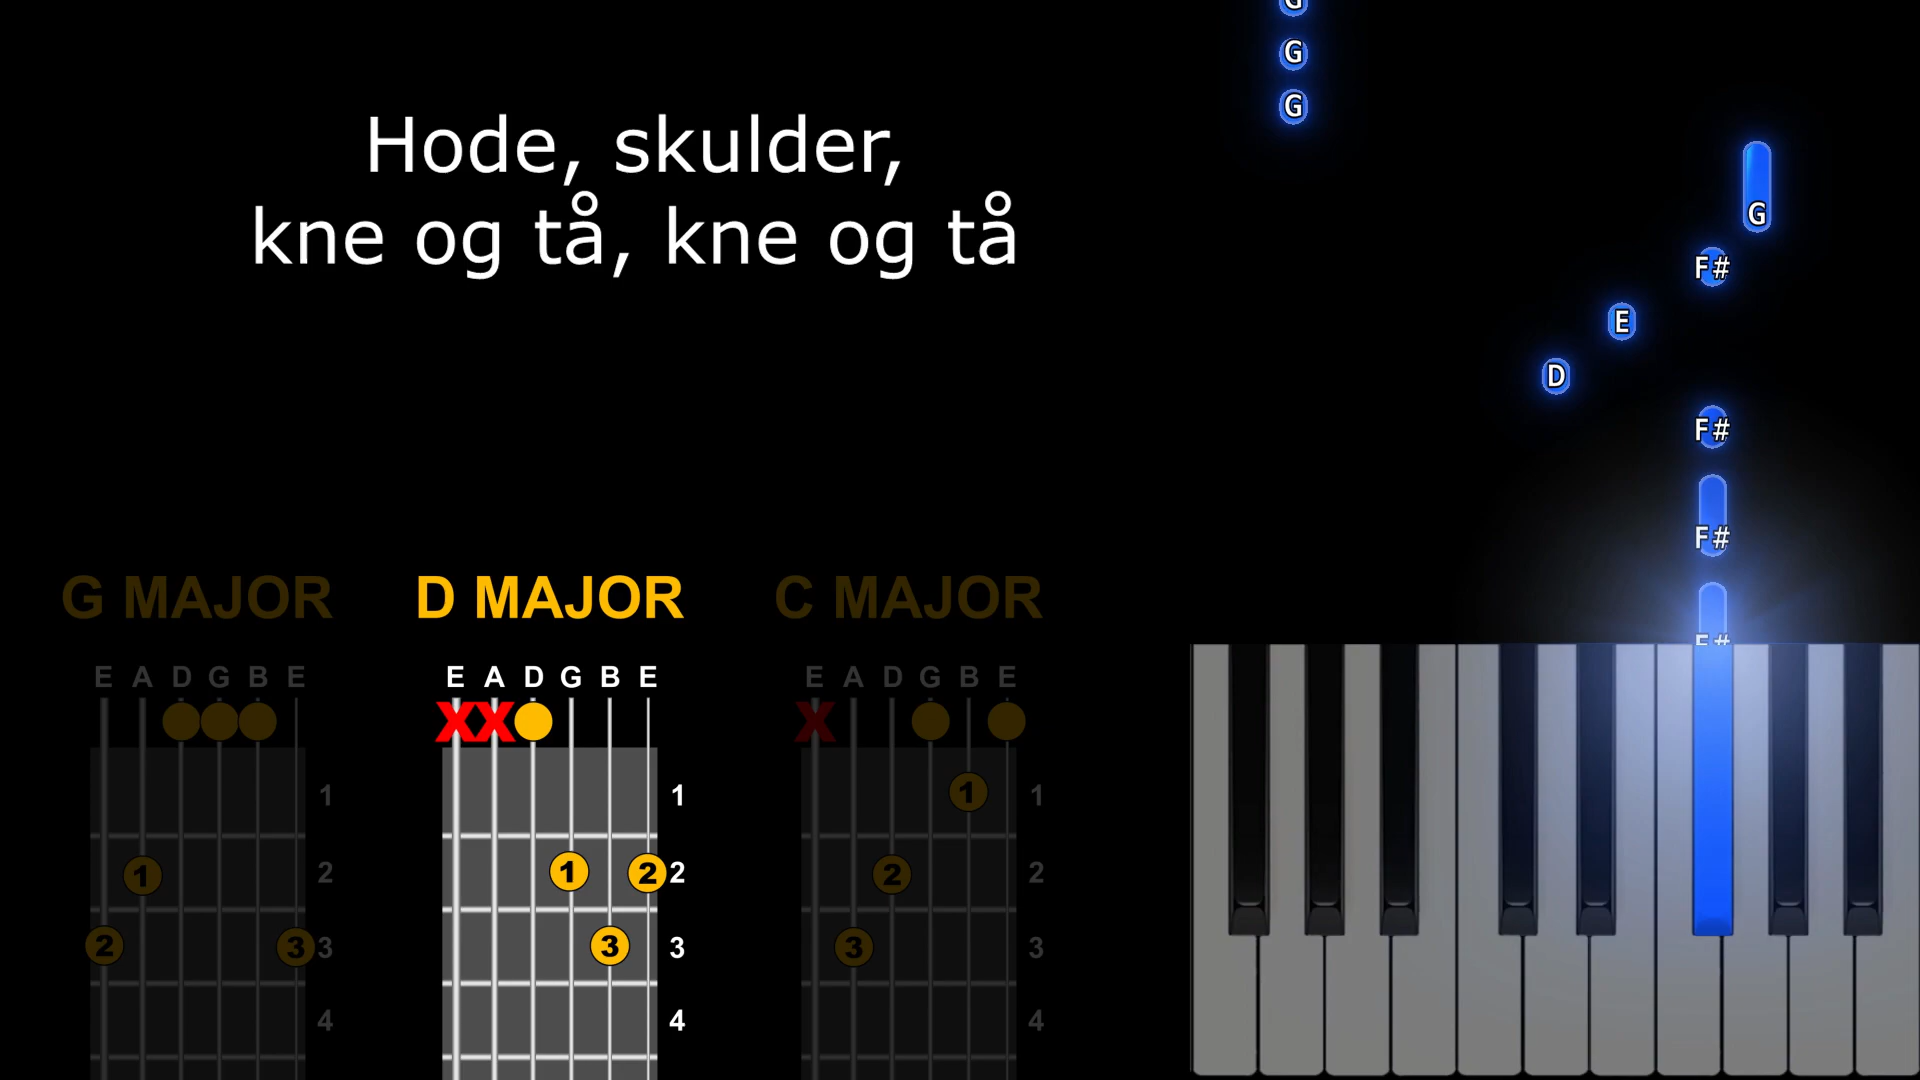 Hode, skulder,
kne og tå, kne og tå
G MAJOR
E A D G B E
1
1 2
2 3 3
4
D MAJOR
E A D G B E
X X
1
1 2 2
3 3
4
C MAJOR
E A D G B E
X
1 1
2 2
3 3
4
G
G
G
G
F#
E
D
F#
F#
F#